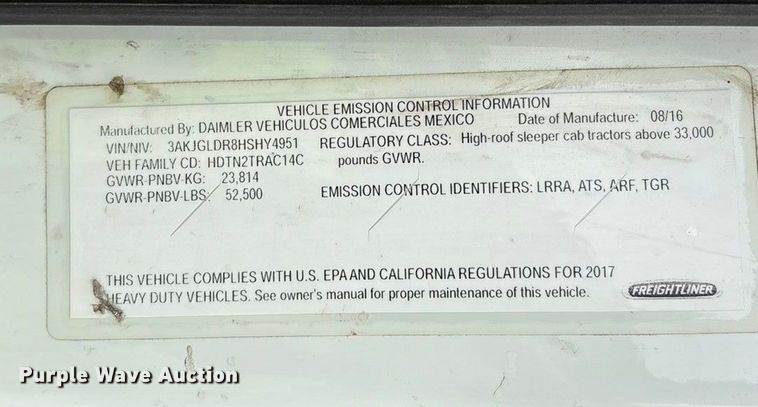 VEHICLE EMISSION CONTROL INFORMATION
Manufactured By: DAIMLER VEHICULOS COMERCIALES MEXICO Date of Manufacture: 08/16
VIN/NIV: 3AKJGLDR8HSHY4951 REGULATORY CLASS: High-roof sleeper cab tractors above 33,000
VEH FAMILY CD: HDTN2TRAC14C pounds GVWR.
GVWR-PNBV-KG: 23,814
GVWR-PNBV-LBS: 52,500 EMISSION CONTROL IDENTIFIERS: LRRA, ATS, ARF, TGR
THIS VEHICLE COMPLIES WITH U.S. EPA AND CALIFORNIA REGULATIONS FOR 2017
HEAVY DUTY VEHICLES. See owner's manual for proper maintenance of this vehicle.
FREIGHTLINER
Purple Wave Auction